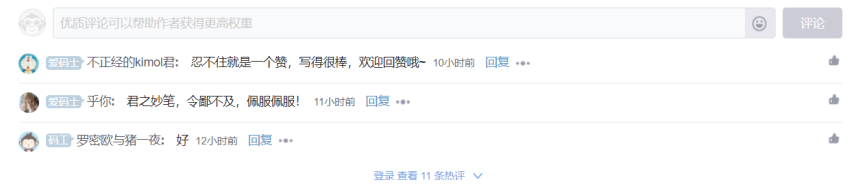 优质评论可以帮助作者获得更高权重 评论
爱码士 不正经的kimol君: 忍不住就是一个赞，写得很棒，欢迎回赞哦~ 10小时前 回复 •••
爱码士 乎你: 君之妙笔，令鄙不及，佩服佩服！ 11小时前 回复 •••
码工 罗密欧与猪一夜: 好 12小时前 回复 •••
登录 查看 11 条热评